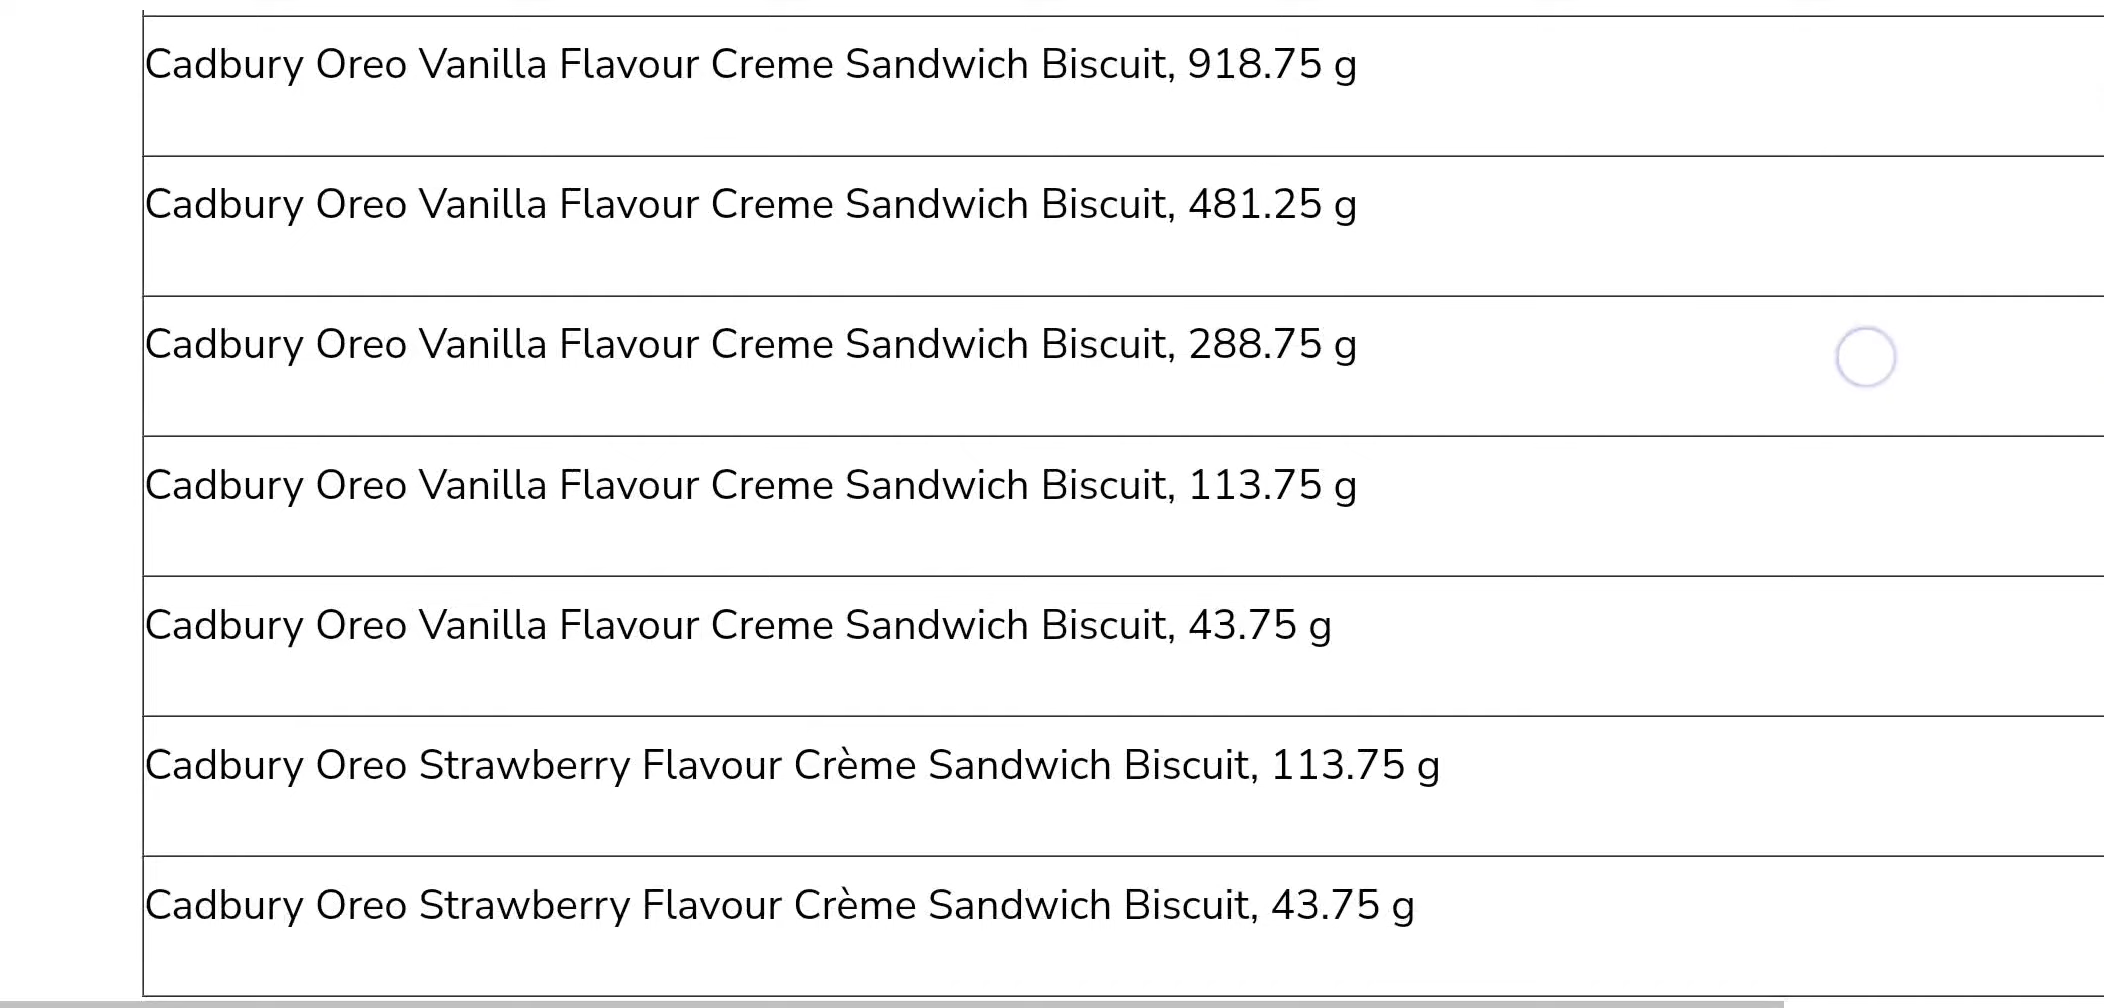 Cadbury Oreo Vanilla Flavour Creme Sandwich Biscuit, 918.75 g
Cadbury Oreo Vanilla Flavour Creme Sandwich Biscuit, 481.25 g
Cadbury Oreo Vanilla Flavour Creme Sandwich Biscuit, 288.75 g
Cadbury Oreo Vanilla Flavour Creme Sandwich Biscuit, 113.75 g
Cadbury Oreo Vanilla Flavour Creme Sandwich Biscuit, 43.75 g
Cadbury Oreo Strawberry Flavour Crème Sandwich Biscuit, 113.75 g
Cadbury Oreo Strawberry Flavour Crème Sandwich Biscuit, 43.75 g